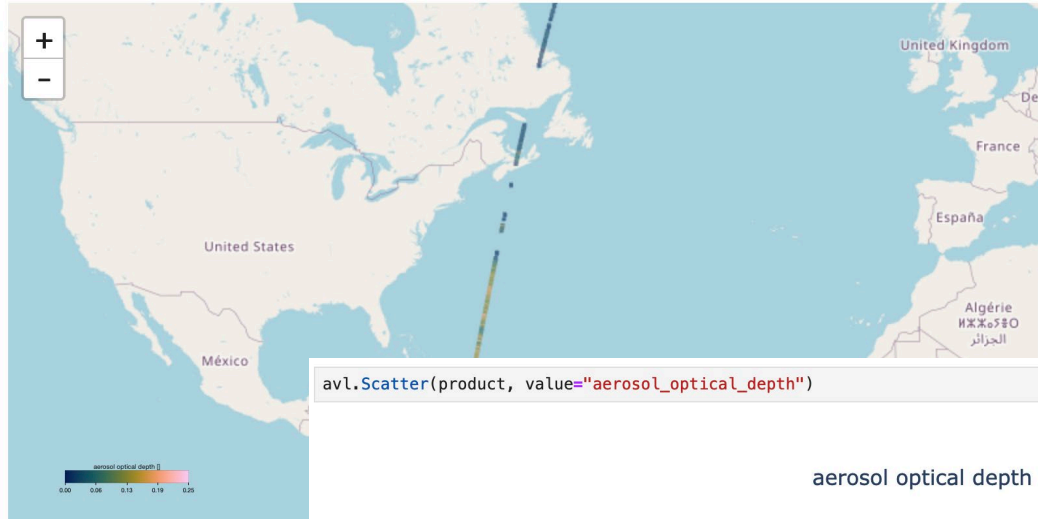 +
−
United Kingdom
De
France
España
United States
Algérie
ⵍⵣⵣⴰⵢⴻⵔ
الجزائر
México
avl.Scatter(product, value="aerosol_optical_depth")
aerosol optical depth []
0.00 0.06 0.13 0.19 0.25
aerosol optical depth